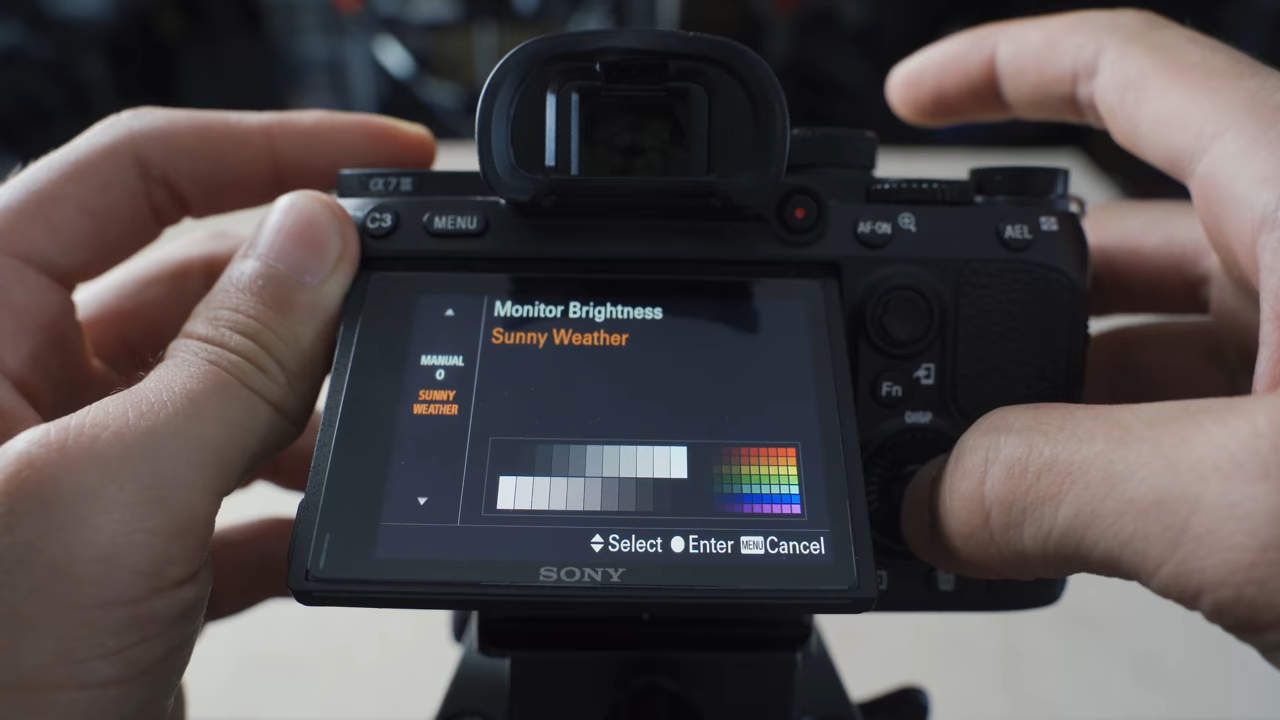 α7III
C3
MENU
AF-ON
AEL
Monitor Brightness
Sunny Weather
MANUAL
0
SUNNY
WEATHER
Fn
DISP
Select Enter MENU Cancel
SONY